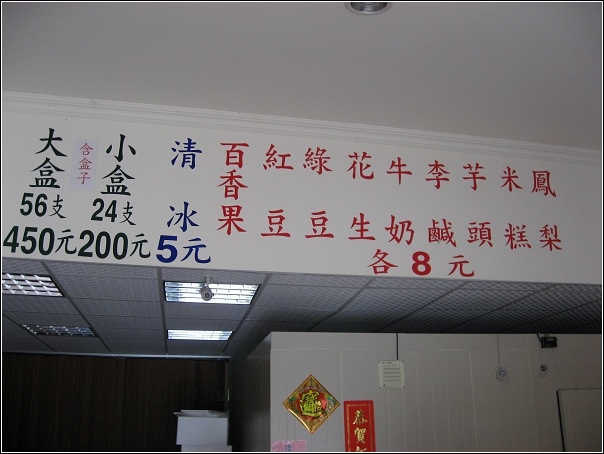 鳳梨
米糕
芋頭
李鹹
牛奶
花生
綠豆
紅豆
百香果
各8元
清冰
5元
小盒
24支
200元
含盒子
大盒
56支
450元
恭賀